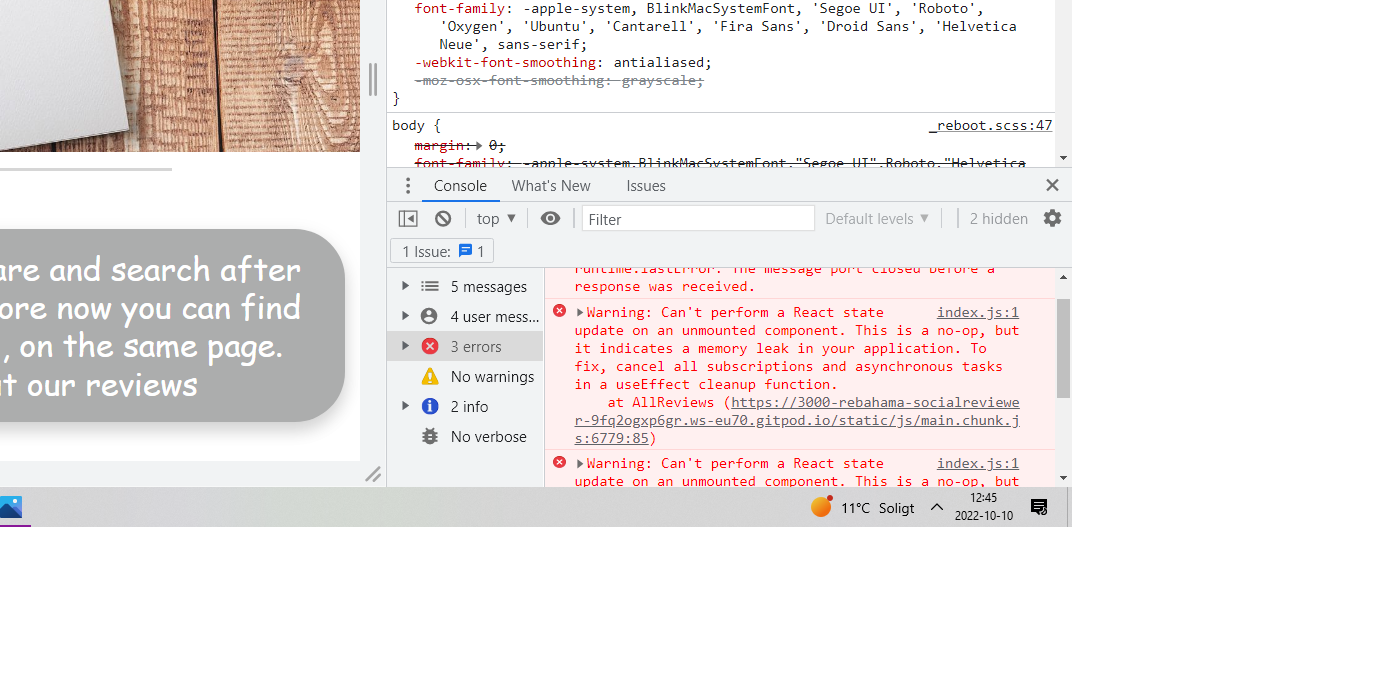 font-family: -apple-system, BlinkMacSystemFont, 'Segoe UI', 'Roboto',
'Oxygen', 'Ubuntu', 'Cantarell', 'Fira Sans', 'Droid Sans', 'Helvetica
Neue', sans-serif;
-webkit-font-smoothing: antialiased;
-moz-osx-font-smoothing: grayscale;
}
body {
_reboot.scss:47
margin: 0;
font-family: -apple-system,BlinkMacSystemFont,"Segoe UI",Roboto,"Helvetica
Console What's New Issues
top Filter Default levels 2 hidden
1 Issue: 1
5 messages
4 user mess...
3 errors
No warnings
2 info
No verbose
runtime.lastError: The message port closed before a
response was received.
Warning: Can't perform a React state index.js:1
update on an unmounted component. This is a no-op, but
it indicates a memory leak in your application. To
fix, cancel all subscriptions and asynchronous tasks
in a useEffect cleanup function.
at AllReviews (https://3000-rebahama-socialreviewe
r-9fq2ogxp6gr.ws-eu70.gitpod.io/static/js/main.chunk.j
s:6779:85)
Warning: Can't perform a React state index.js:1
update on an unmounted component. This is a no-op, but
are and search after
ore now you can find
, on the same page.
t our reviews
11°C Soligt
12:45
2022-10-10